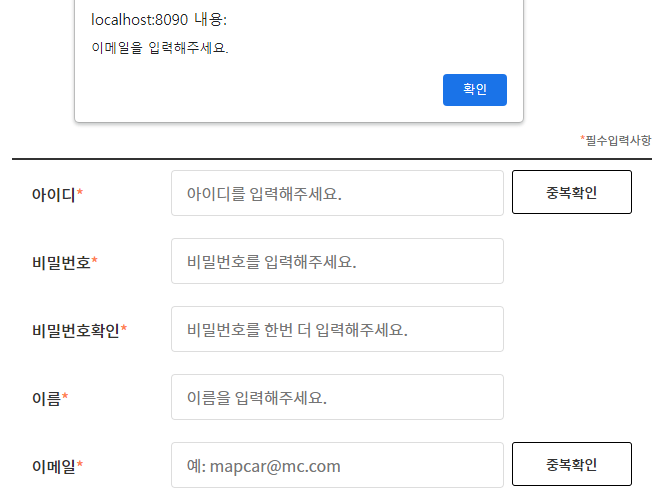 localhost:8090 내용:
이메일을 입력해주세요.
확인
*필수입력사항
아이디* 아이디를 입력해주세요. 중복확인
비밀번호* 비밀번호를 입력해주세요.
비밀번호확인* 비밀번호를 한번 더 입력해주세요.
이름* 이름을 입력해주세요.
이메일* 예: mapcar@mc.com 중복확인